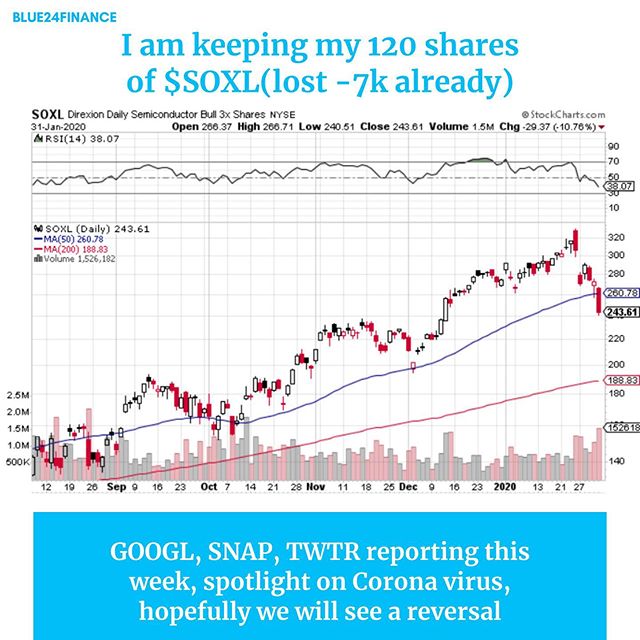 BLUE24FINANCE
I am keeping my 120 shares
of $SOXL(lost -7k already)
SOXL Direxion Daily Semiconductor Bull 3x Shares NYSE
© StockCharts.com
31-Jan-2020 Open 266.37 High 266.71 Low 240.51 Close 243.61 Volume 1.5M Chg -29.37 (-10.76%)
RSI(14) 38.07
90
70
50
38.07
30
10
SOXL (Daily) 243.61
MA(50) 260.78
MA(200) 188.83
Volume 1,526,182
320
300
280
260.78
243.61
220
200
188.83
180
160
1526182
140
2.5M
2.0M
1.5M
1.0M
500K
12 19 26 Sep 9 16 23 Oct 7 14 21 28 Nov 11 18 25 Dec 9 16 23 2020 13 21 27
GOOGL, SNAP, TWTR reporting this
week, spotlight on Corona virus,
hopefully we will see a reversal